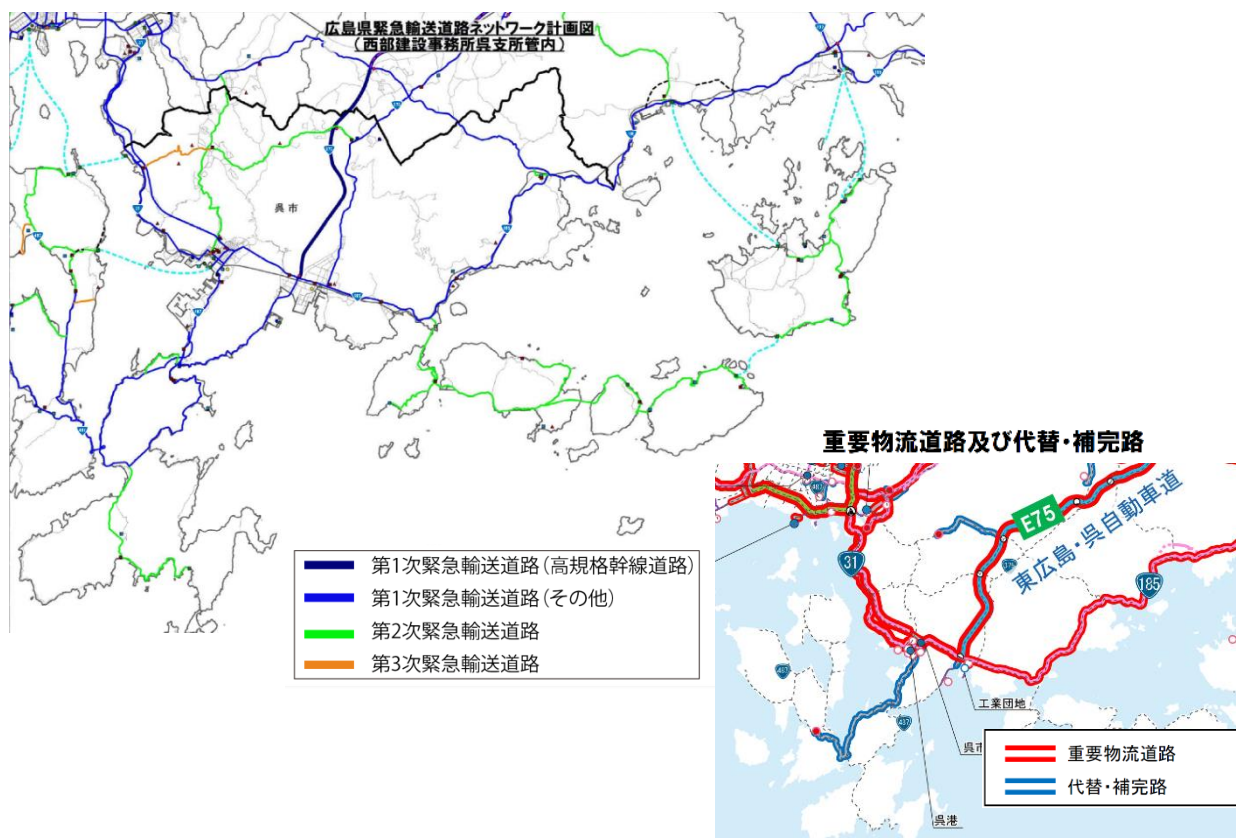 広島県緊急輸送道路ネットワーク計画図
(西部建設事務所呉支所管内)
呉市
第1次緊急輸送道路(高規格幹線道路)
第1次緊急輸送道路(その他)
第2次緊急輸送道路
第3次緊急輸送道路
重要物流道路及び代替・補完路
E75
東広島・呉自動車道
31
185
487
工業団地
呉市
呉港
重要物流道路
代替・補完路